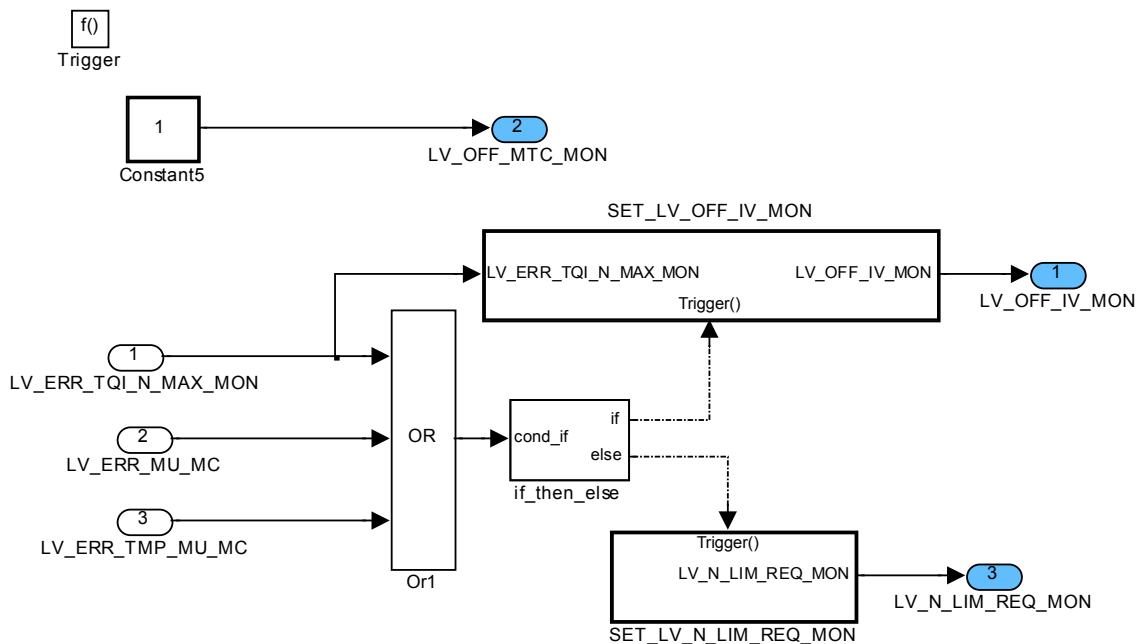 f()
Trigger
1
Constant5
2
LV_OFF_MTC_MON
SET_LV_OFF_IV_MON
LV_ERR_TQI_N_MAX_MON
LV_OFF_IV_MON
Trigger()
1
LV_OFF_IV_MON
1
LV_ERR_TQI_N_MAX_MON
2
LV_ERR_MU_MC
3
LV_ERR_TMP_MU_MC
OR
Or1
cond_if
if
else
if_then_else
Trigger()
LV_N_LIM_REQ_MON
SET_LV_N_LIM_REQ_MON
3
LV_N_LIM_REQ_MON